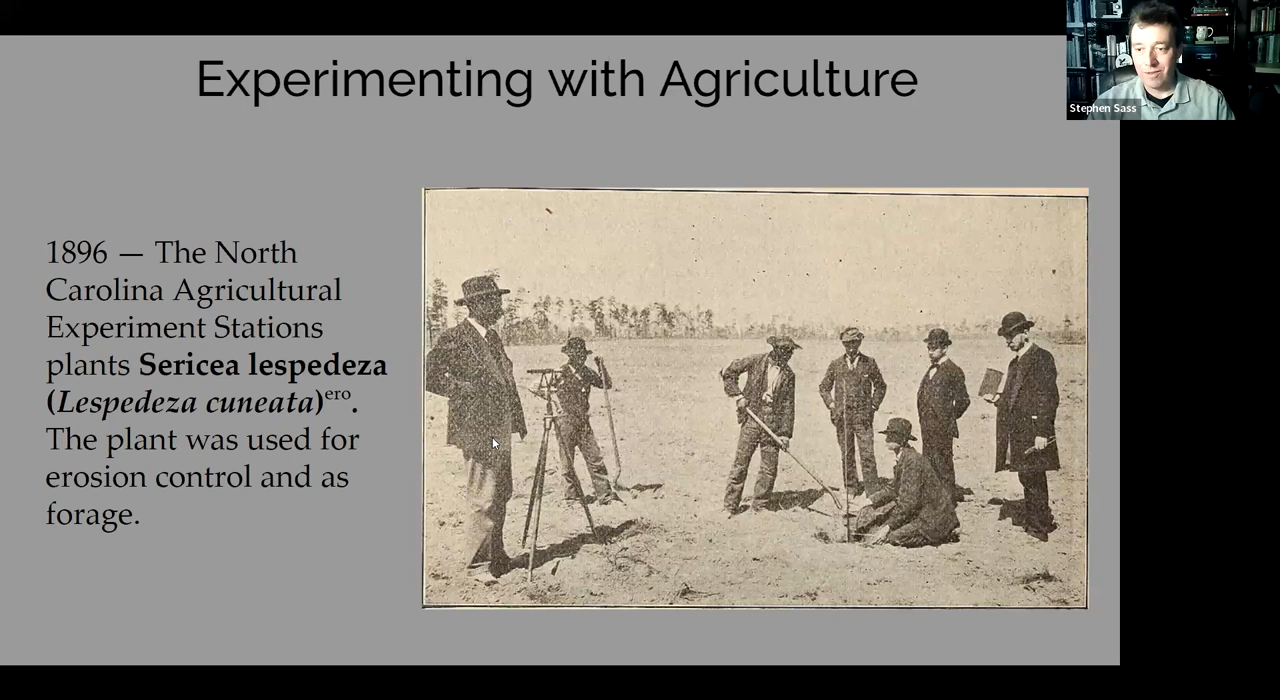 Experimenting with Agriculture
Stephen Sass
1896 — The North
Carolina Agricultural
Experiment Stations
plants Sericea lespedeza
(Lespedeza cuneata)ero.
The plant was used for
erosion control and as
forage.